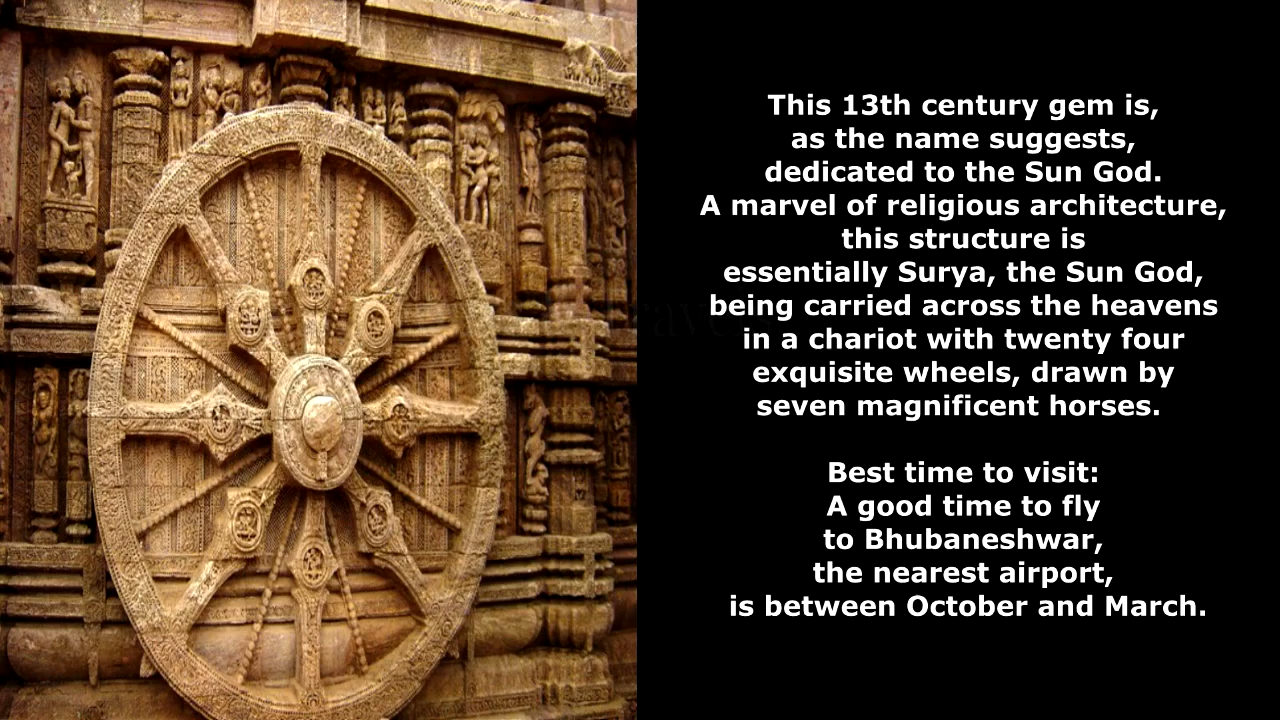 This 13th century gem is,
as the name suggests,
dedicated to the Sun God.
A marvel of religious architecture,
this structure is
essentially Surya, the Sun God,
being carried across the heavens
in a chariot with twenty four
exquisite wheels, drawn by
seven magnificent horses.
Best time to visit:
A good time to fly
to Bhubaneshwar,
the nearest airport,
is between October and March.